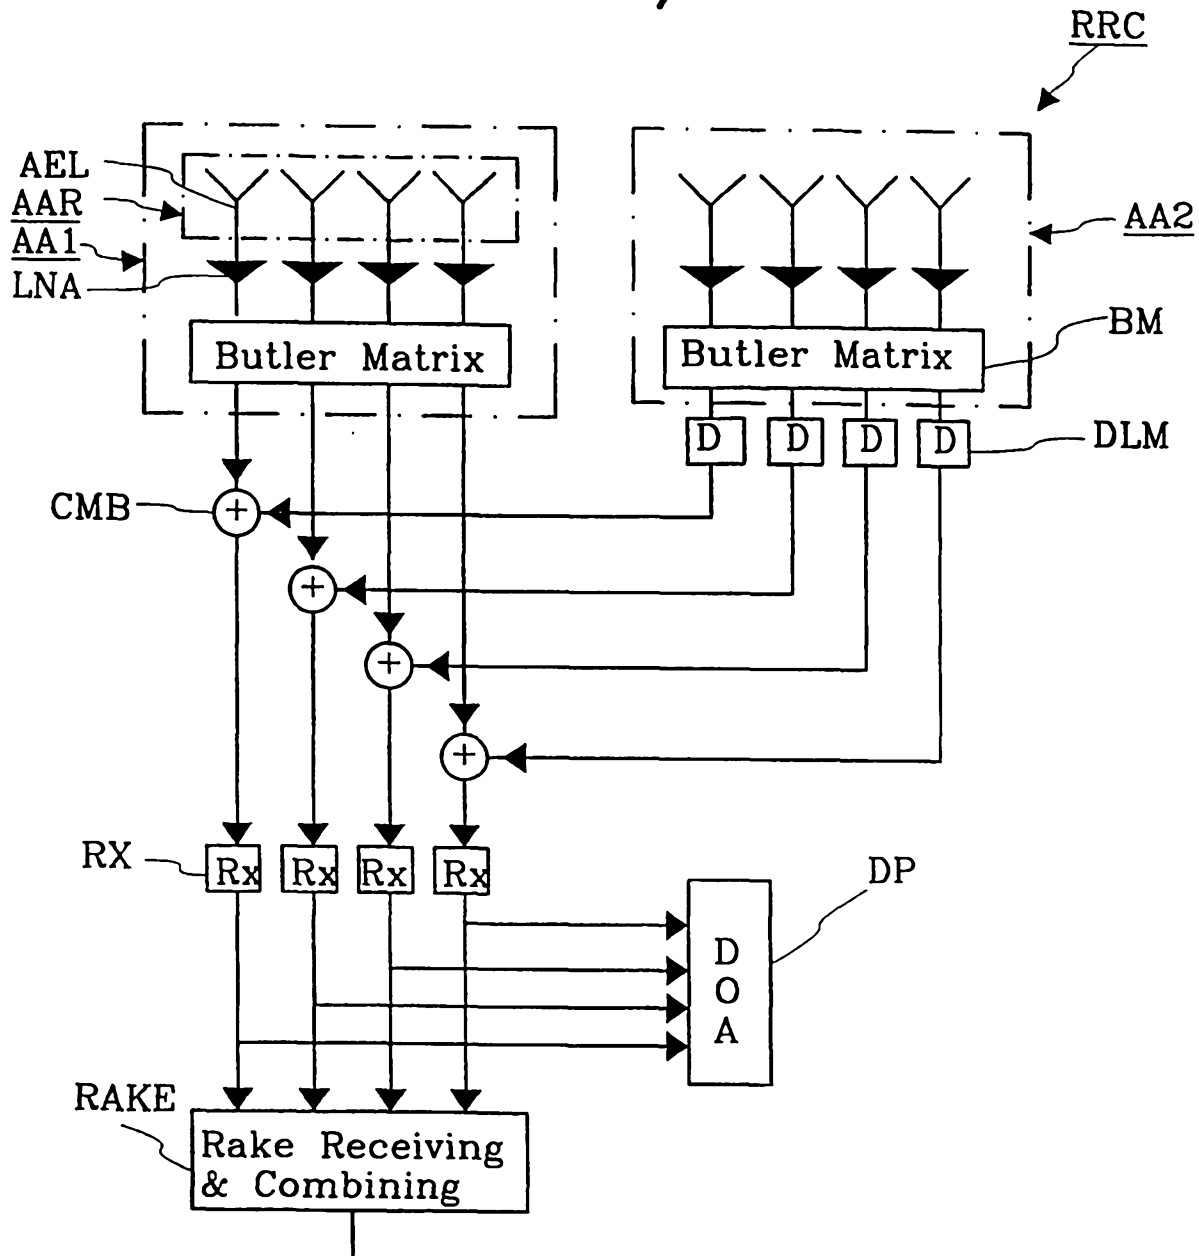 RRC
AEL
AAR
AA1
LNA
AA2
BM
Butler Matrix
Butler Matrix
D D D D
DLM
CMB
+
+
+
+
RX
Rx Rx Rx Rx
DP
D
O
A
RAKE
Rake Receiving
& Combining